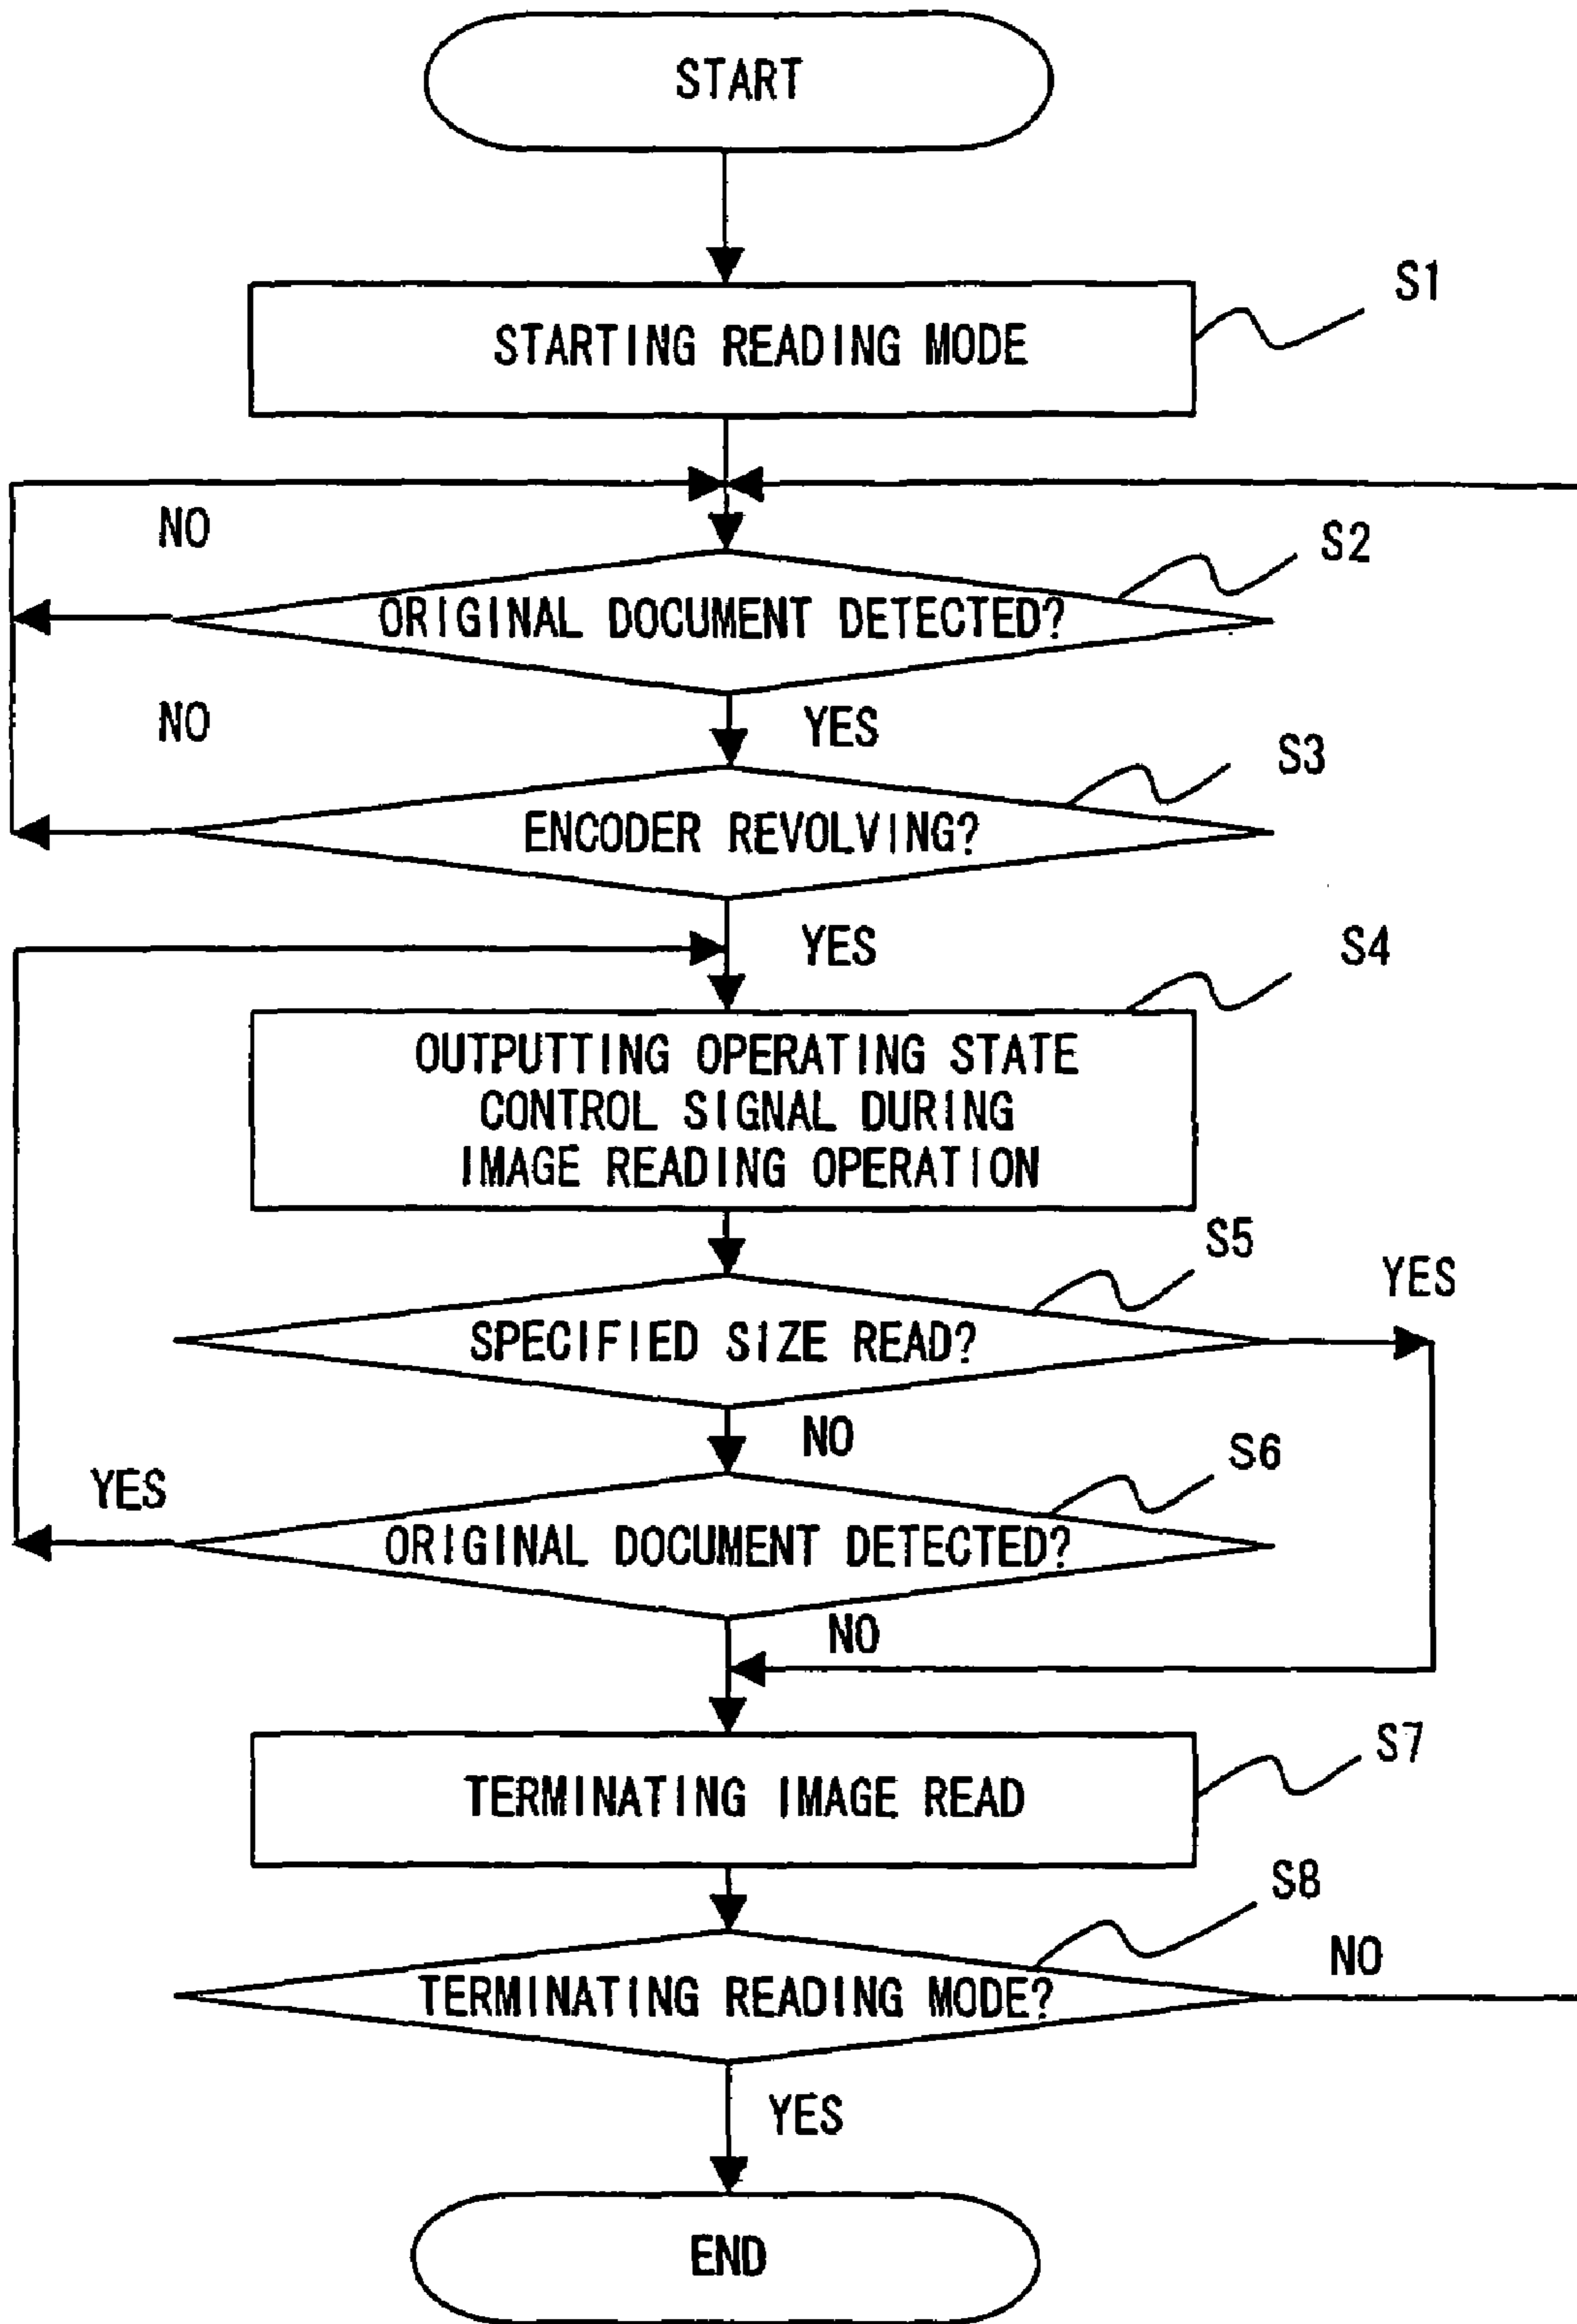 START
S1
STARTING READING MODE
NO
S2
ORIGINAL DOCUMENT DETECTED?
NO
YES
S3
ENCODER REVOLVING?
YES
S4
OUTPUTTING OPERATING STATE
CONTROL SIGNAL DURING
IMAGE READING OPERATION
S5
YES
SPECIFIED SIZE READ?
NO
S6
YES
ORIGINAL DOCUMENT DETECTED?
NO
S7
TERMINATING IMAGE READ
S8
NO
TERMINATING READING MODE?
YES
END